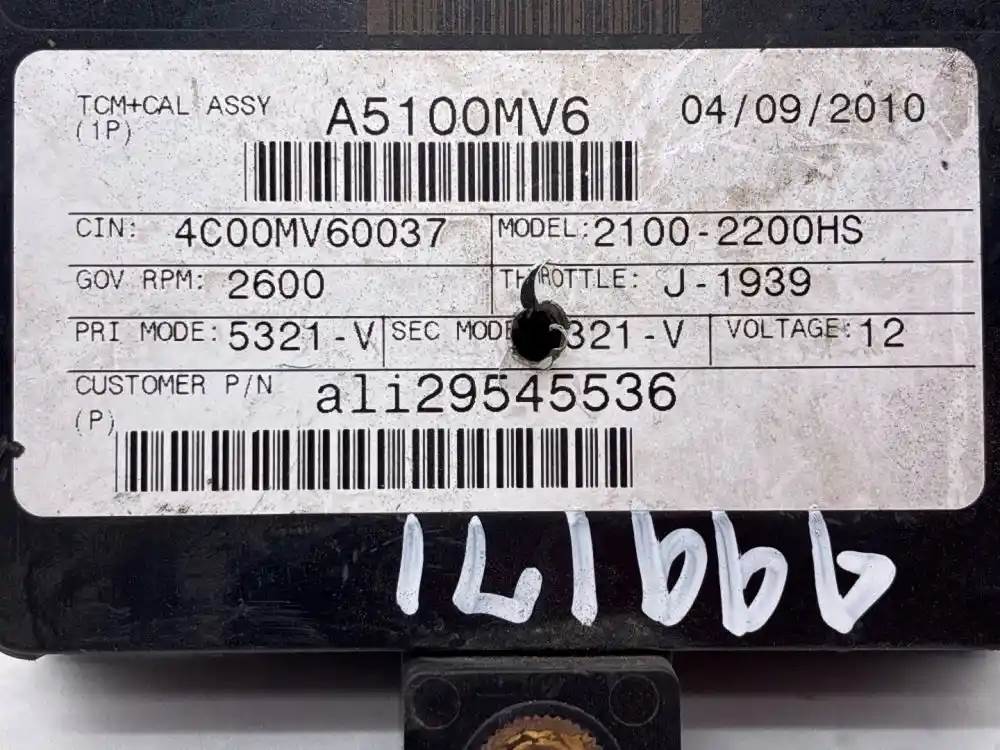 TCM+CAL ASSY A5100MV6 04/09/2010
(1P)
CIN: 4C00MV60037 MODEL: 2100-2200HS
GOV RPM: 2600 THROTTLE: J-1939
PRI MODE: 5321-V SEC MODE 321-V VOLTAGE: 12
CUSTOMER P/N ali29545536
(P)